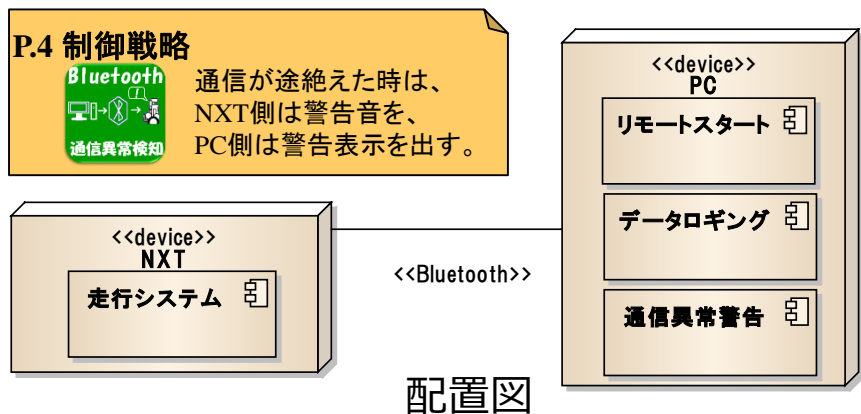 P.4 制御戦略
Bluetooth
通信異常検知
通信が途絶えた時は、
NXT側は警告音を、
PC側は警告表示を出す。
<<device>>
NXT
走行システム
<<Bluetooth>>
<<device>>
PC
リモートスタート
データロギング
通信異常警告
配置図